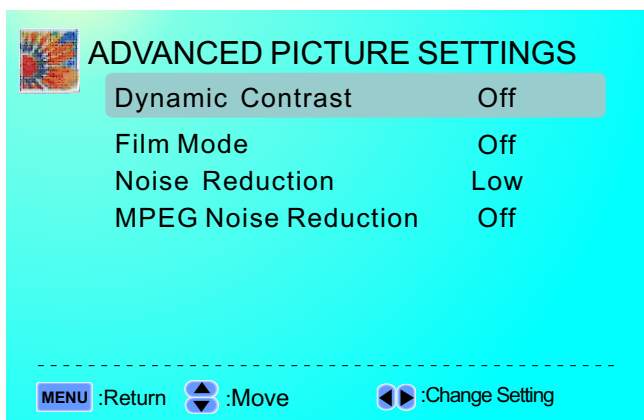 ADVANCED PICTURE SETTINGS
Dynamic Contrast Off
Film Mode Off
Noise Reduction Low
MPEG Noise Reduction Off
MENU :Return :Move :Change Setting